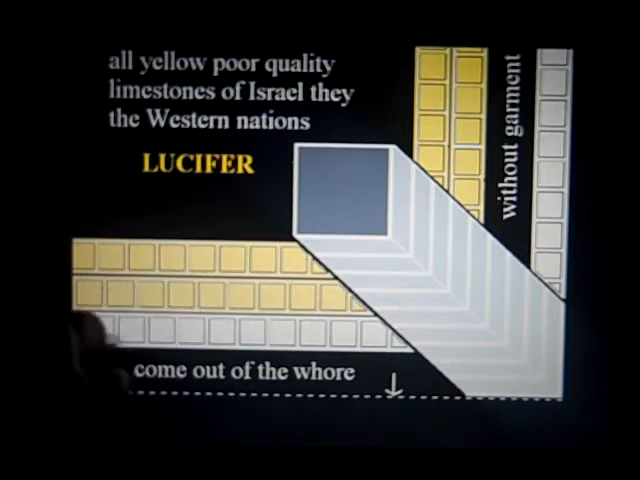 all yellow poor quality
limestones of Israel they
the Western nations
LUCIFER
without garment
come out of the whore